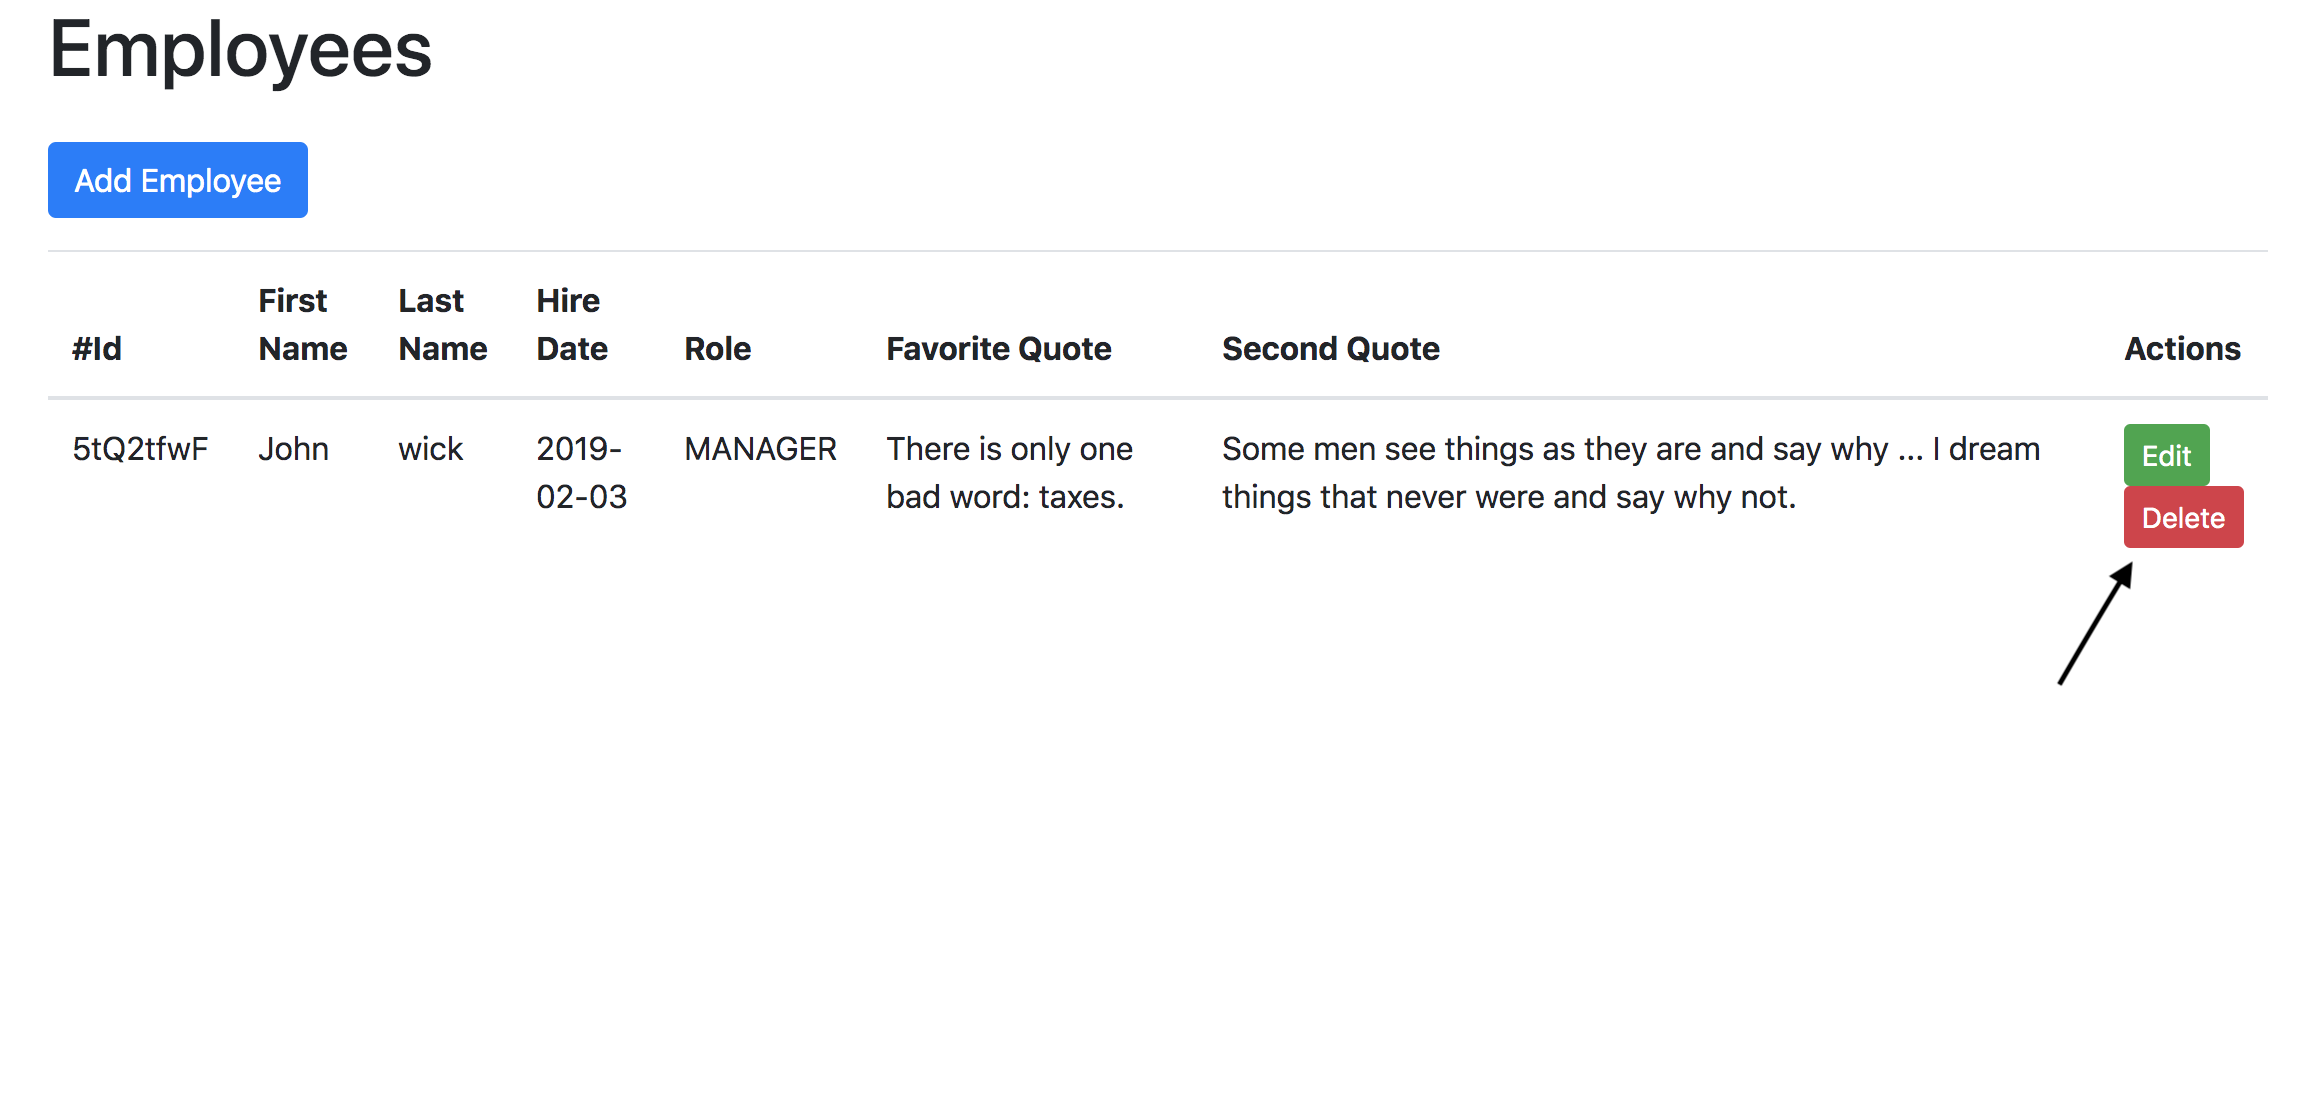 Employees
Add Employee
First Last Hire
#Id Name Name Date Role Favorite Quote Second Quote Actions
5tQ2tfwF John wick 2019- MANAGER There is only one Some men see things as they are and say why ... I dream Edit
02-03 bad word: taxes. things that never were and say why not.
Delete